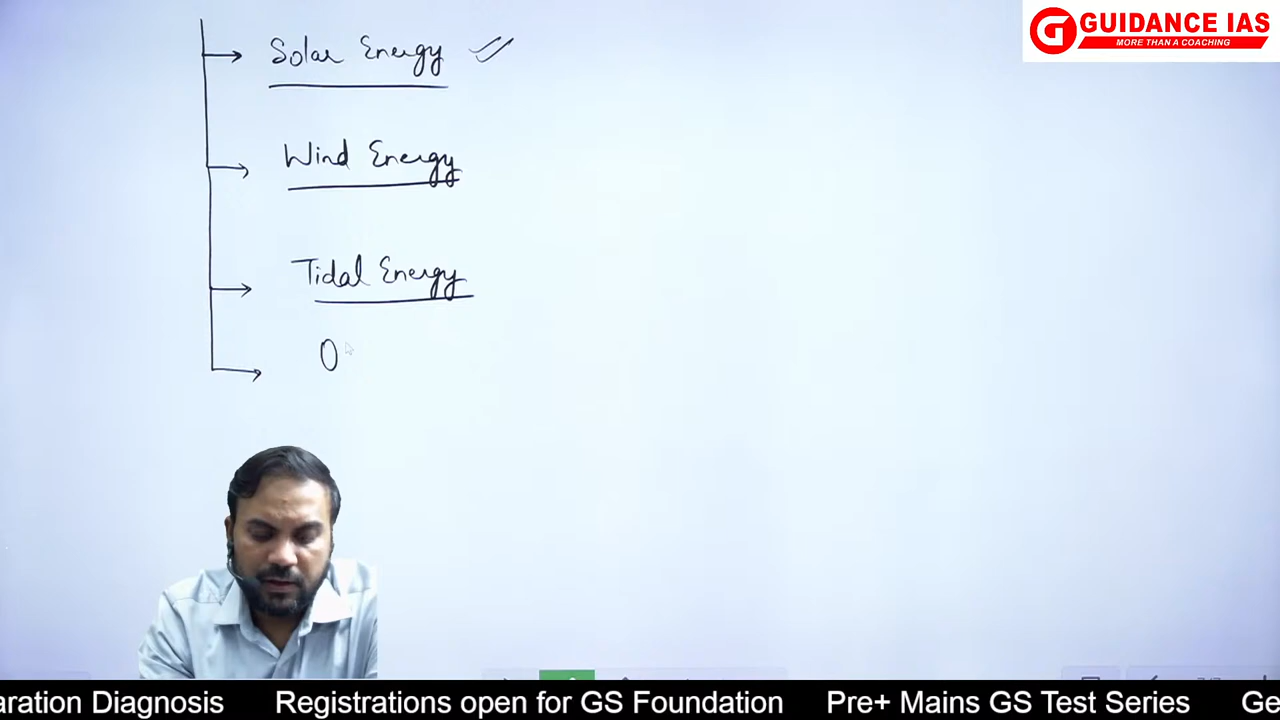 Solar Energy
GUIDANCE IAS
MORE THAN A COACHING
Wind Energy
Tidal Energy
O
aration Diagnosis Registrations open for GS Foundation Pre+ Mains GS Test Series Ge